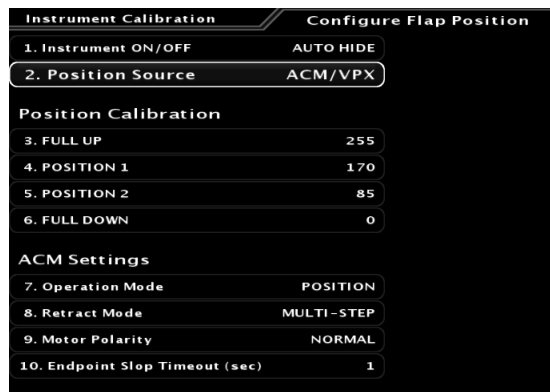 Instrument Calibration Configure Flap Position
1. Instrument ON/OFF AUTO HIDE
2. Position Source ACM/VPX
Position Calibration
3. FULL UP 255
4. POSITION 1 170
5. POSITION 2 85
6. FULL DOWN 0
ACM Settings
7. Operation Mode POSITION
8. Retract Mode MULTI-STEP
9. Motor Polarity NORMAL
10. Endpoint Slop Timeout (sec) 1